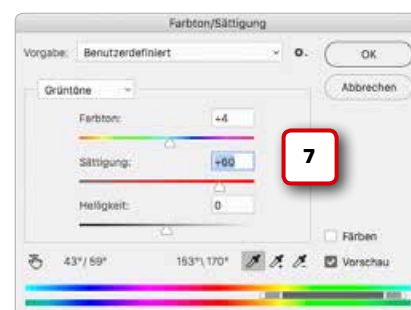 Farbton/Sättigung
Vorgabe: Benutzerdefiniert
OK
Abbrechen
Grüntöne
Farbton: +4
Sättigung: +60
7
Helligkeit: 0
Färben
43°/ 59° 153°\ 170°
Vorschau